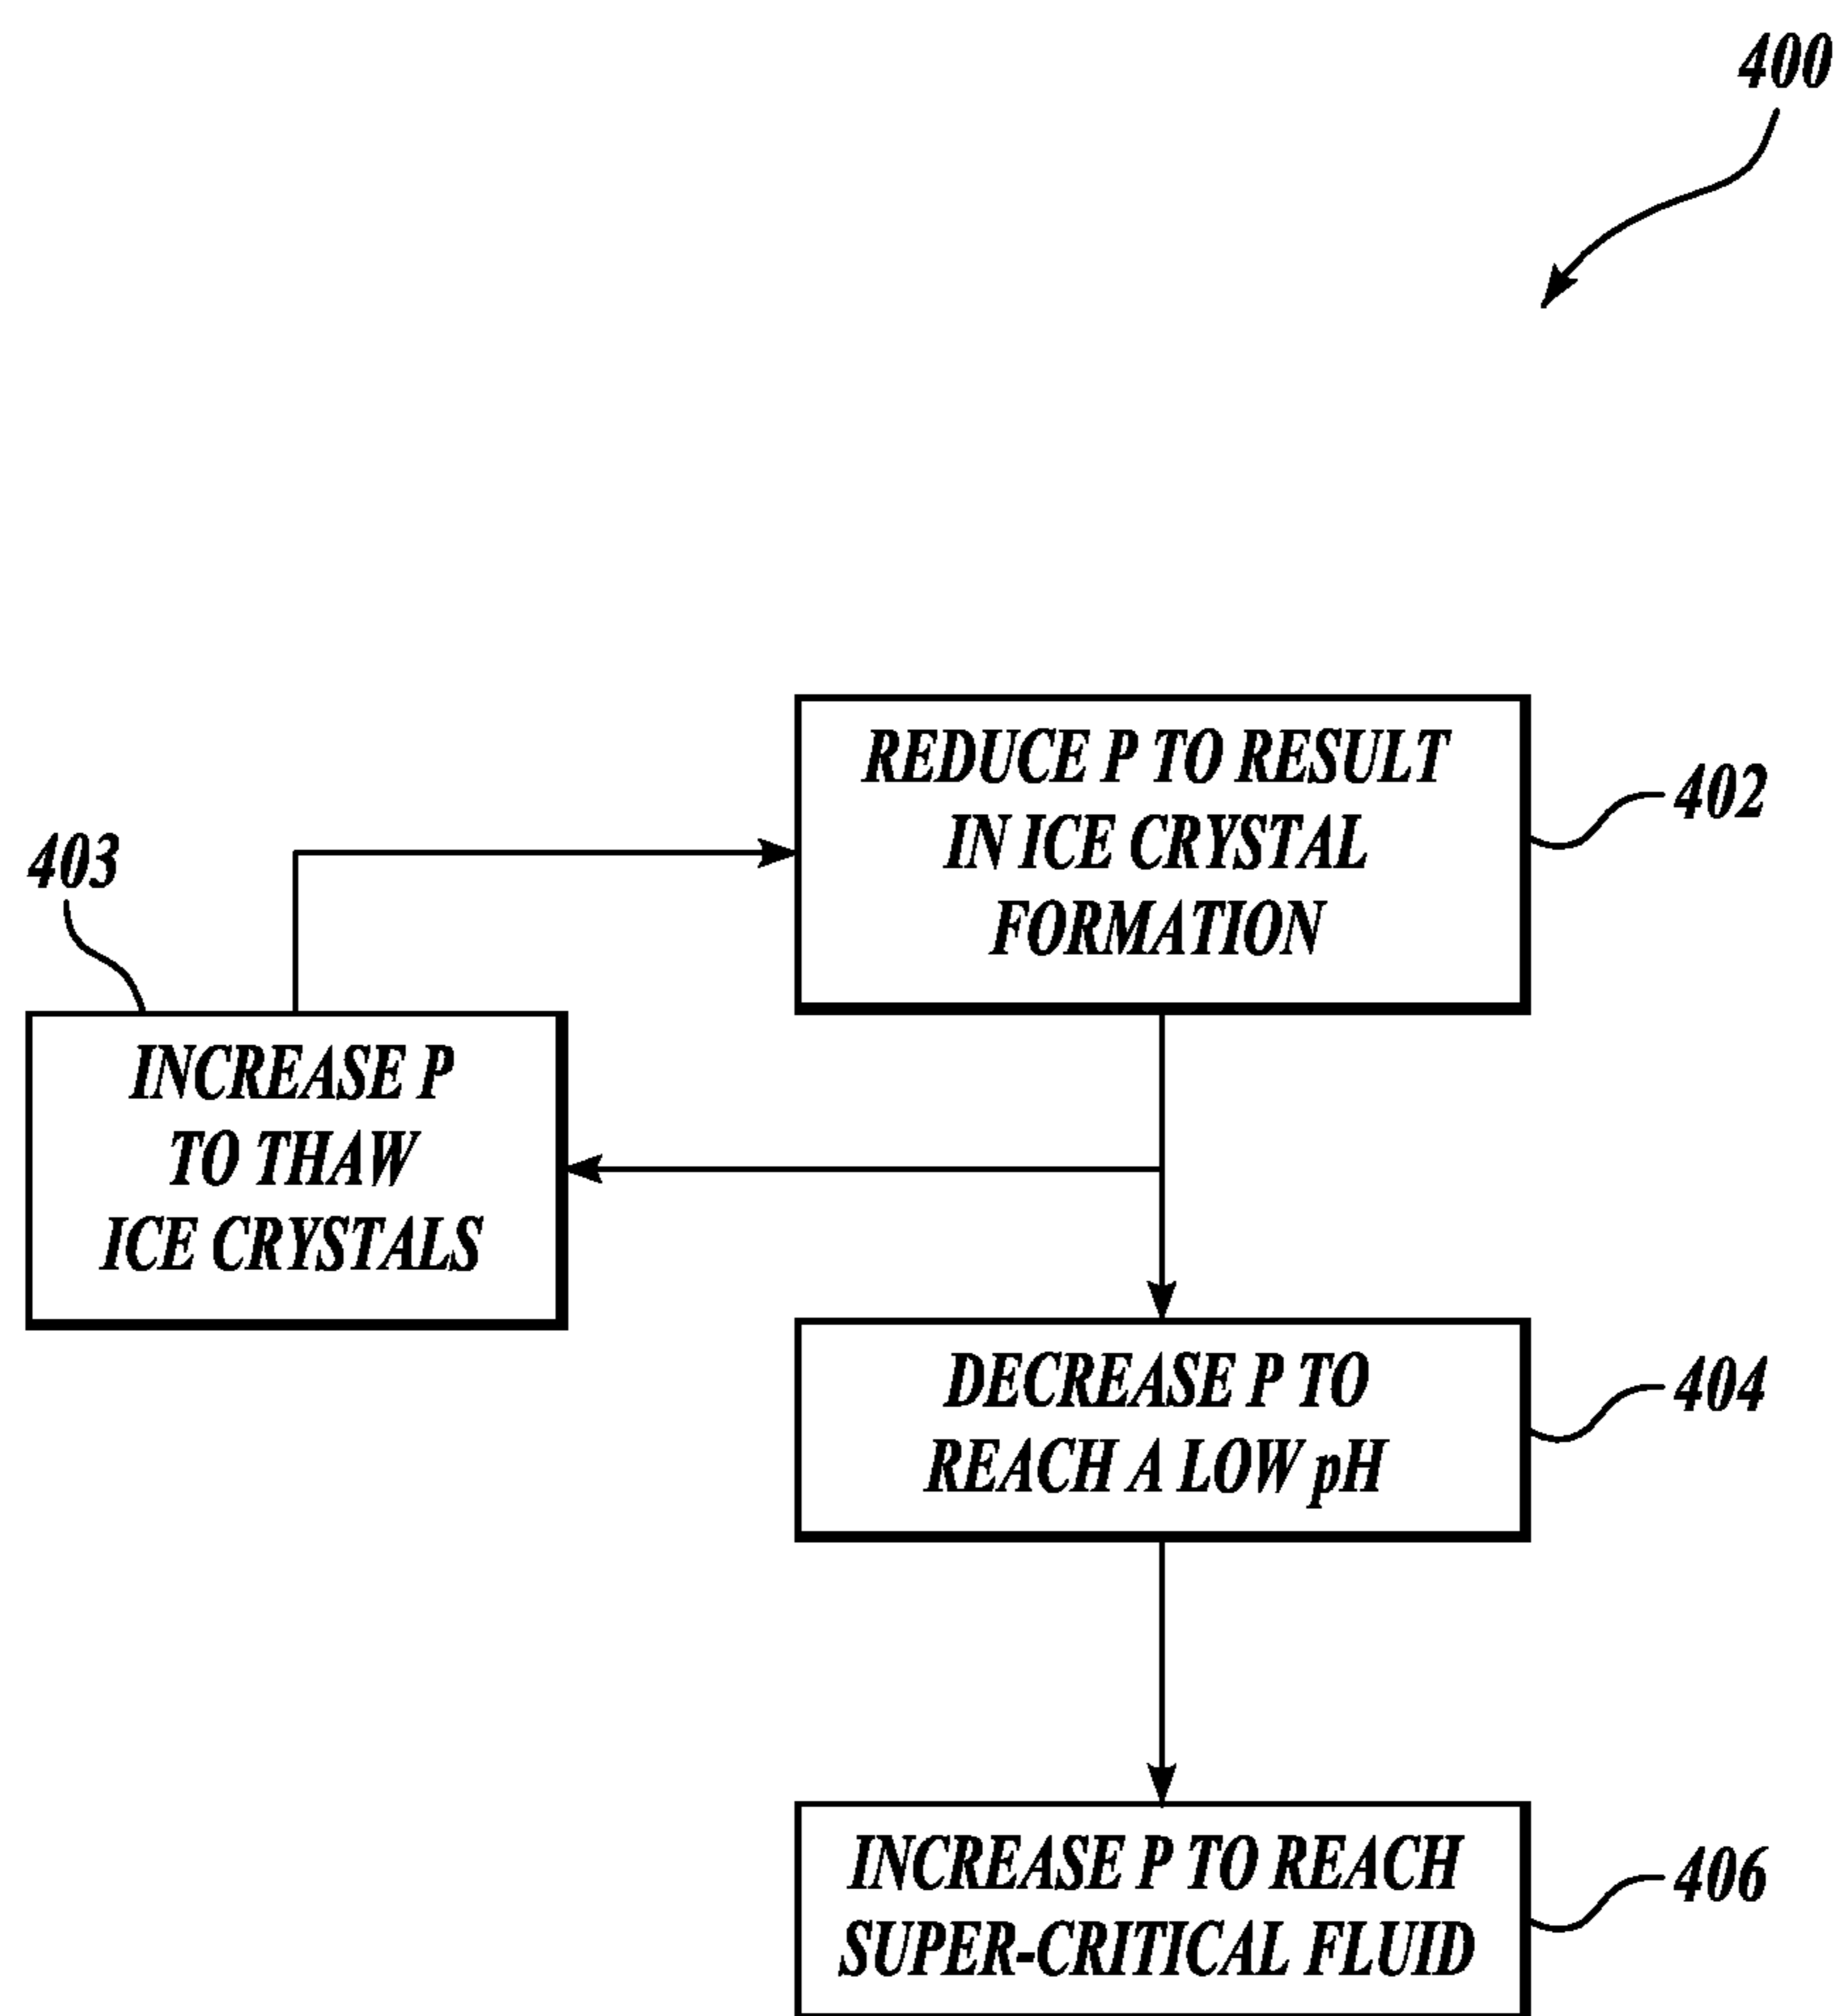 400
REDUCE P TO RESULT
IN ICE CRYSTAL
FORMATION
402
403
INCREASE P
TO THAW
ICE CRYSTALS
DECREASE P TO
REACH A LOW pH
404
INCREASE P TO REACH
SUPER-CRITICAL FLUID
406